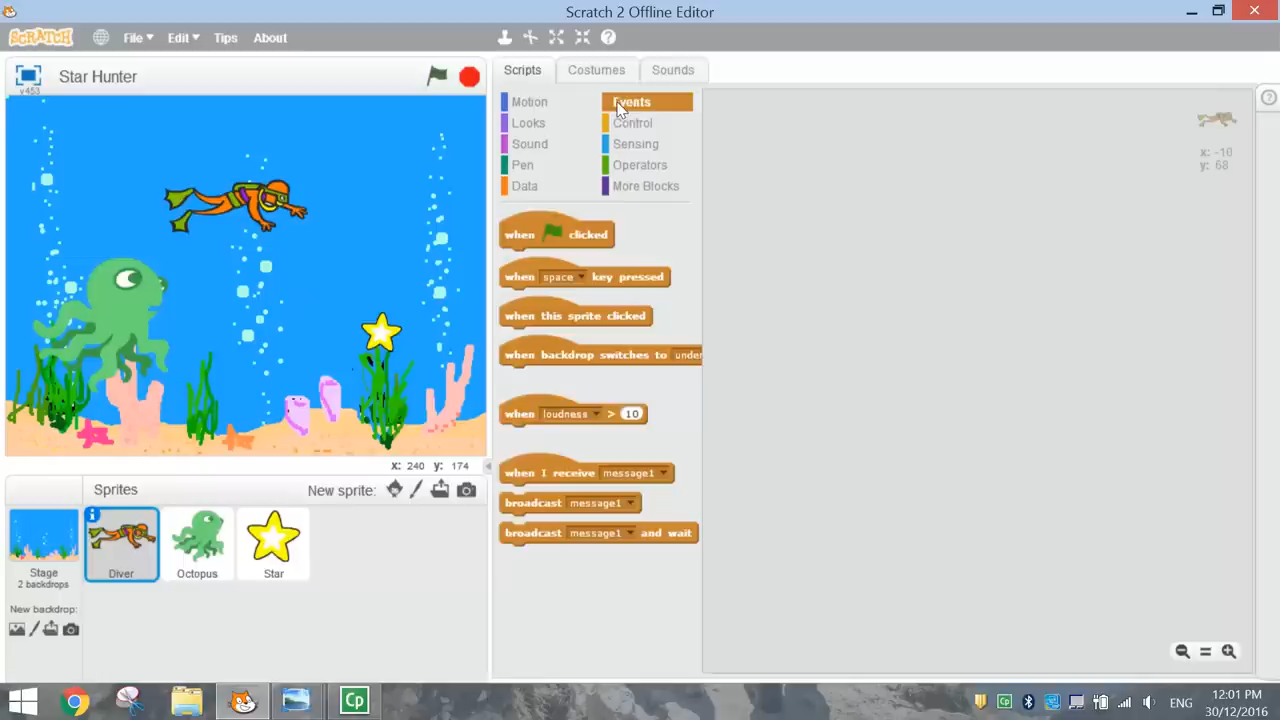 Scratch 2 Offline Editor
SCRATCH
File Edit Tips About
Star Hunter
v453
Scripts Costumes Sounds
Motion Events
Looks Control
Sound Sensing
Pen Operators
Data More Blocks
x: -10
y: 68
when clicked
when space key pressed
when this sprite clicked
when backdrop switches to under
when loudness > 10
when I receive message1
broadcast message1
broadcast message1 and wait
x: 240 y: 174
Sprites New sprite:
Stage
2 backdrops
New backdrop:
Diver Octopus Star
Cp
Cp
ENG
12:01 PM
30/12/2016